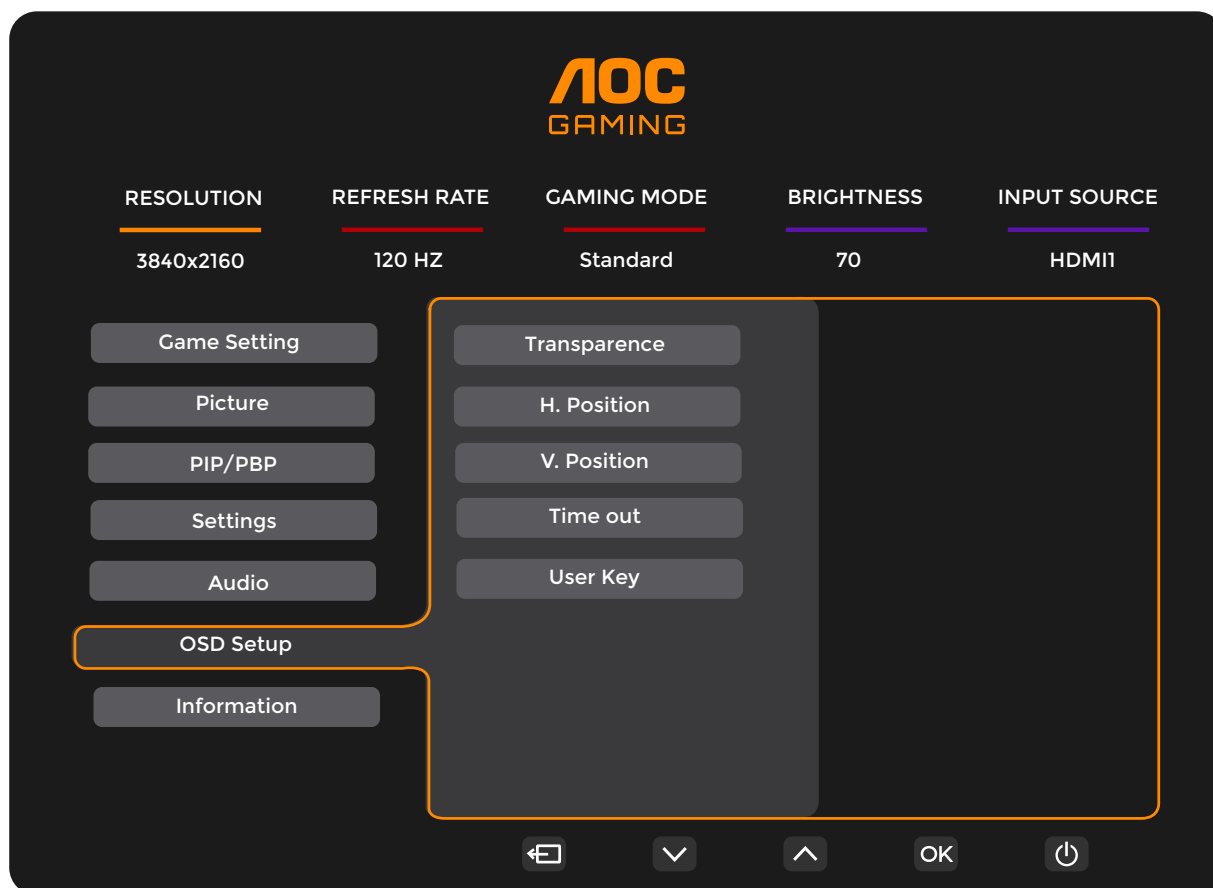 AOC
GAMING
RESOLUTION REFRESH RATE GAMING MODE BRIGHTNESS INPUT SOURCE
3840x2160 120 HZ Standard 70 HDMI1
Game Setting Transparence
Picture H. Position
PIP/PBP V. Position
Settings Time out
Audio User Key
OSD Setup
Information
OK